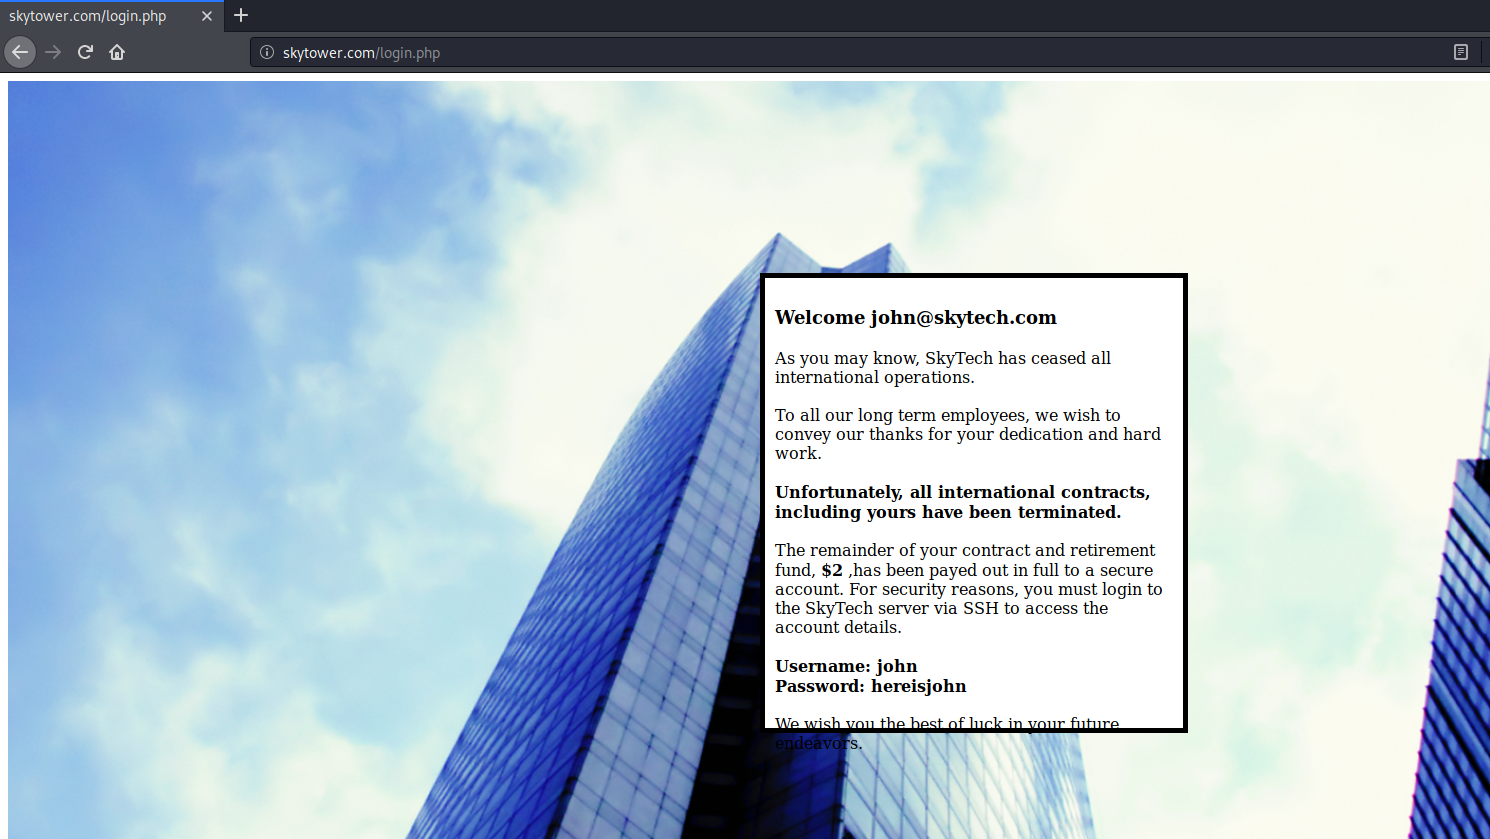 skytower.com/login.php
skytower.com/login.php
Welcome john@skytech.com
As you may know, SkyTech has ceased all
international operations.
To all our long term employees, we wish to
convey our thanks for your dedication and hard
work.
Unfortunately, all international contracts,
including yours have been terminated.
The remainder of your contract and retirement
fund, $2 ,has been payed out in full to a secure
account. For security reasons, you must login to
the SkyTech server via SSH to access the
account details.
Username: john
Password: hereisjohn
We wish you the best of luck in your future
endeavors.